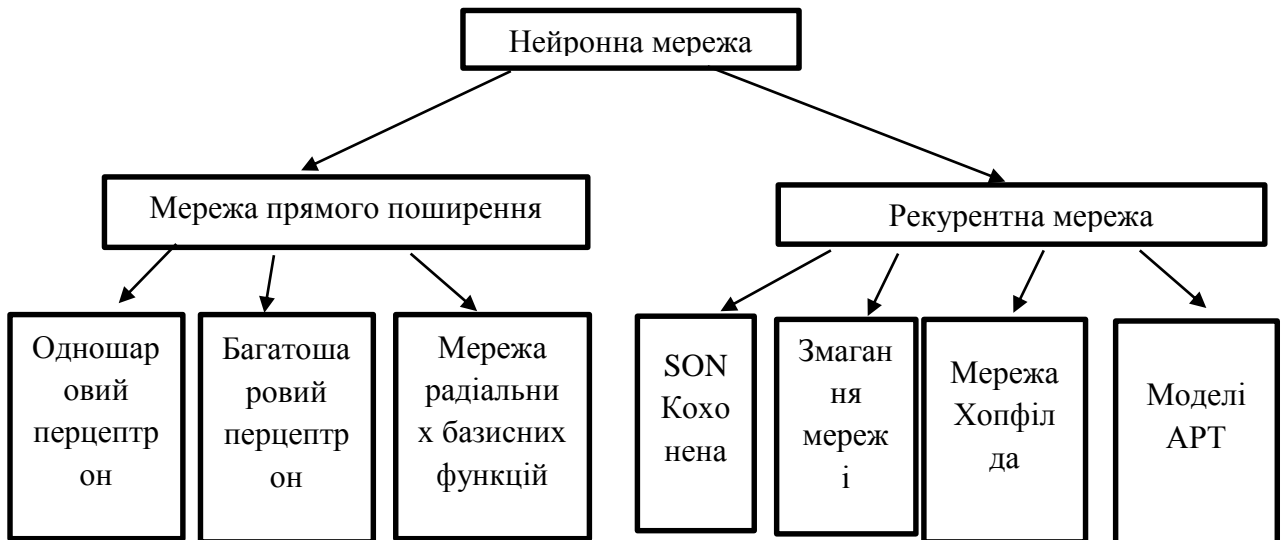 Нейронна мережа
Мережа прямого поширення
Рекурентна мережа
Одношар
овий
перцептр
он
Багатоша
ровий
перцептр
он
Мережа
радіальни
х базисних
функцій
SON
Кохо
нена
Змаган
ня
мереж
і
Мережа
Хопфіл
да
Моделі
АРТ